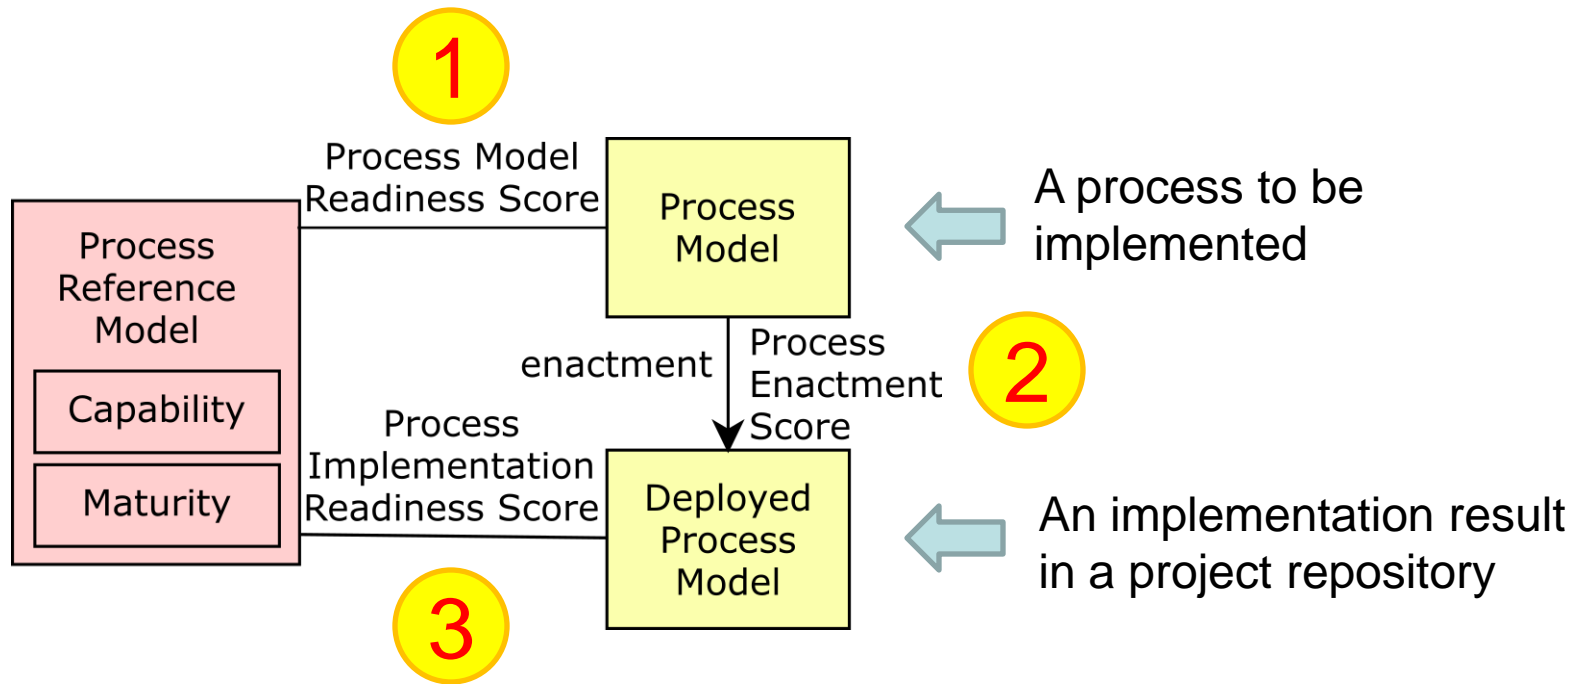 1
Process Model
Readiness Score
Process
Reference
Model
Capability
Maturity
Process
Model
A process to be
implemented
enactment
Process
Enactment
Score
2
Process
Implementation
Readiness Score
Deployed
Process
Model
An implementation result
in a project repository
3